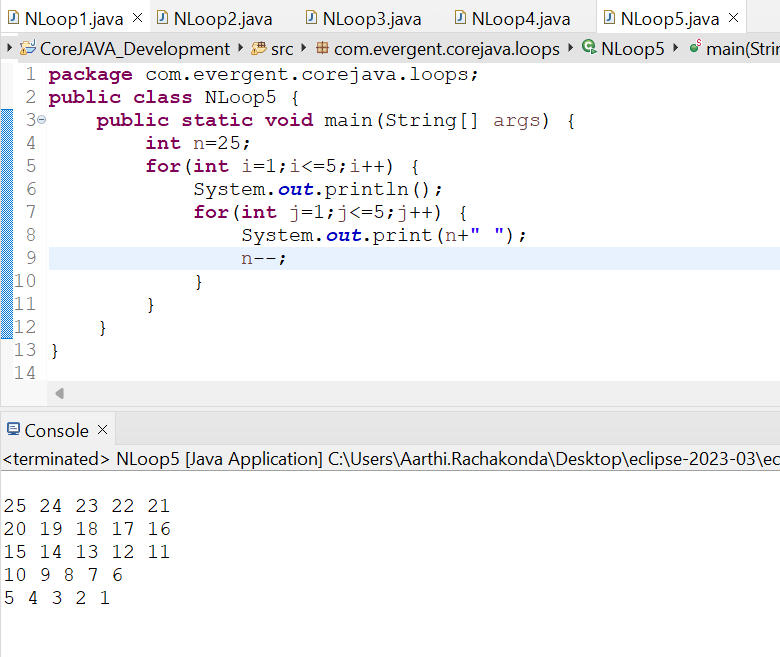 NLoop1.java NLoop2.java NLoop3.java NLoop4.java NLoop5.java
CoreJAVA_Development src com.evergent.corejava.loops NLoop5 main(Strin
1 package com.evergent.corejava.loops;
2 public class NLoop5 {
3 public static void main(String[] args) {
4 int n=25;
5 for(int i=1;i<=5;i++) {
6 System.out.println();
7 for(int j=1;j<=5;j++) {
8 System.out.print(n+" ");
9 n--;
10 }
11 }
12 }
13 }
14
Console
<terminated> NLoop5 [Java Application] C:\Users\Aarthi.Rachakonda\Desktop\eclipse-2023-03\ec
25 24 23 22 21
20 19 18 17 16
15 14 13 12 11
10 9 8 7 6
5 4 3 2 1